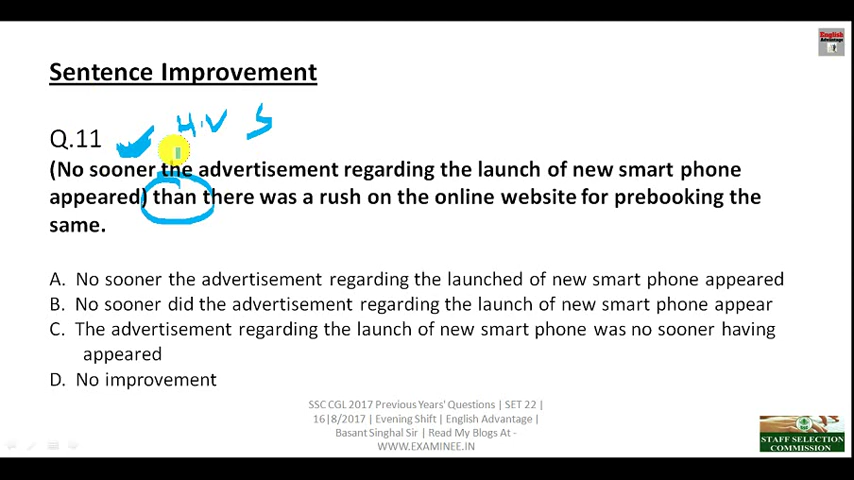 English
Advantage
Sentence Improvement
H.V S
Q.11
(No sooner the advertisement regarding the launch of new smart phone
appeared) than there was a rush on the online website for prebooking the
same.
A. No sooner the advertisement regarding the launched of new smart phone appeared
B. No sooner did the advertisement regarding the launch of new smart phone appear
C. The advertisement regarding the launch of new smart phone was no sooner having
appeared
D. No improvement
SSC CGL 2017 Previous Years' Questions | SET 22 |
16|8/2017 | Evening Shift | English Advantage |
Basant Singhal Sir | Read My Blogs At -
WWW.EXAMINEE.IN
STAFF SELECTION
COMMISSION